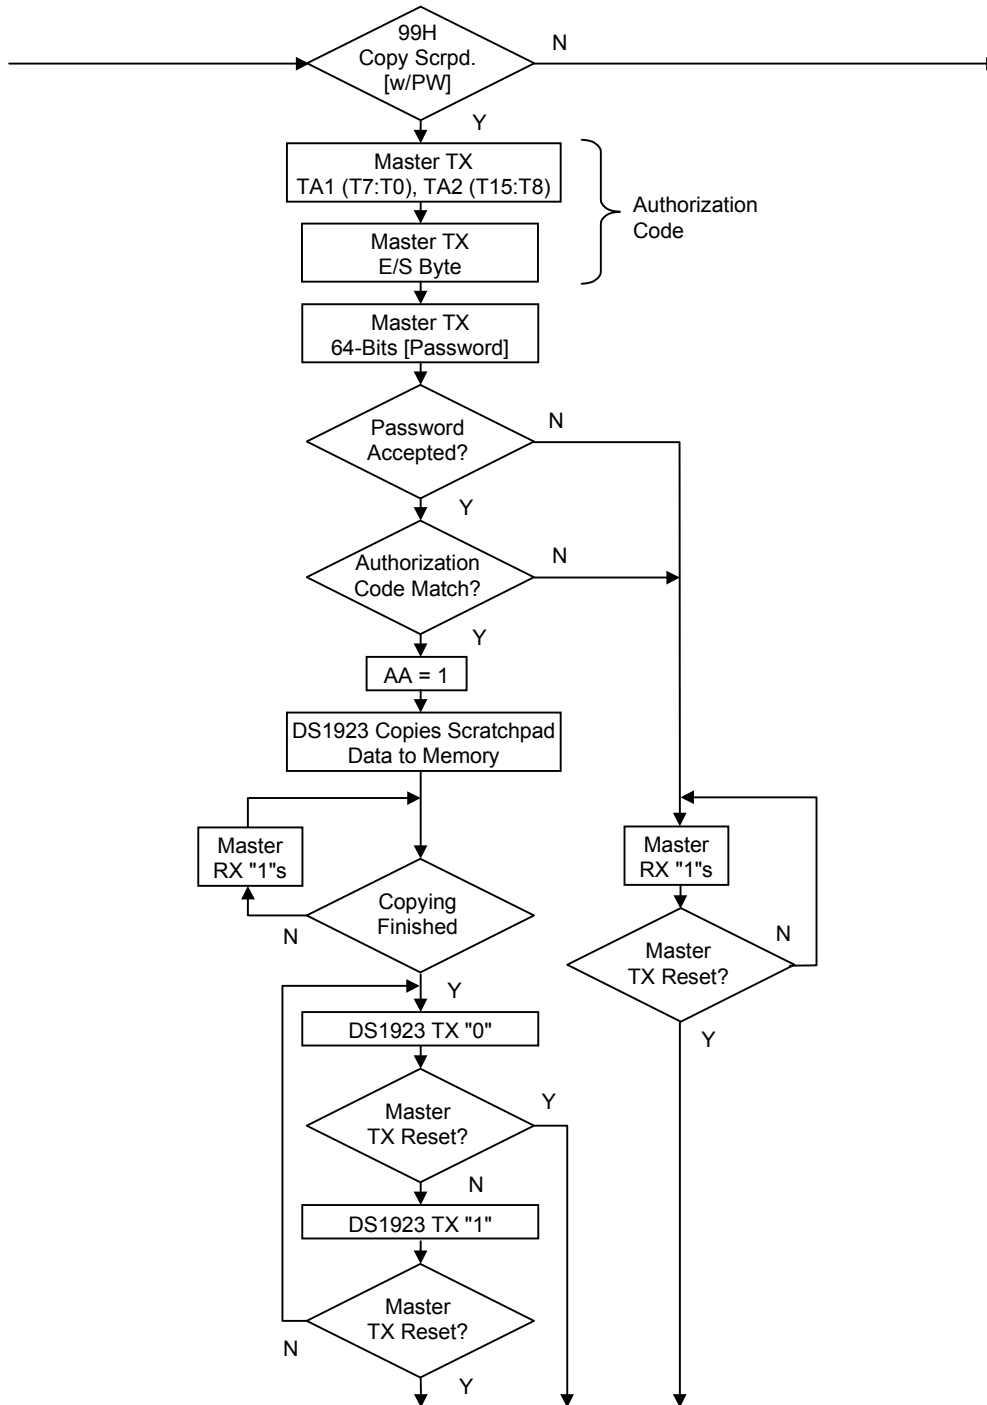 99H
Copy Scrpd.
[w/PW]
N
Y
Master TX
TA1 (T7:T0), TA2 (T15:T8)
Authorization
Code
Master TX
E/S Byte
Master TX
64-Bits [Password]
Password
Accepted?
N
Y
Authorization
Code Match?
N
Y
AA = 1
DS1923 Copies Scratchpad
Data to Memory
Master
RX "1"s
Copying
Finished
N
Y
Master
RX "1"s
Master
TX Reset?
N
Y
DS1923 TX "0"
Master
TX Reset?
Y
N
DS1923 TX "1"
Master
TX Reset?
N
Y